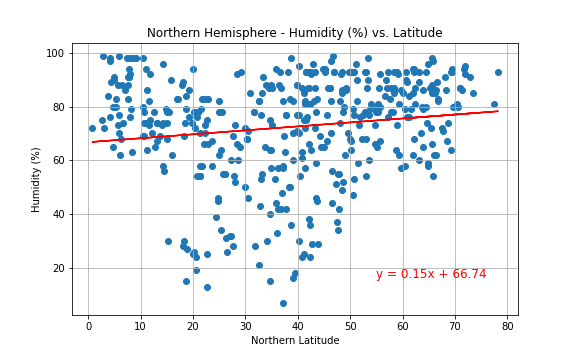 Northern Hemisphere - Humidity (%) vs. Latitude
100
80
60
40
20
Humidity (%)
y = 0.15x + 66.74
0 10 20 30 40 50 60 70 80
Northern Latitude